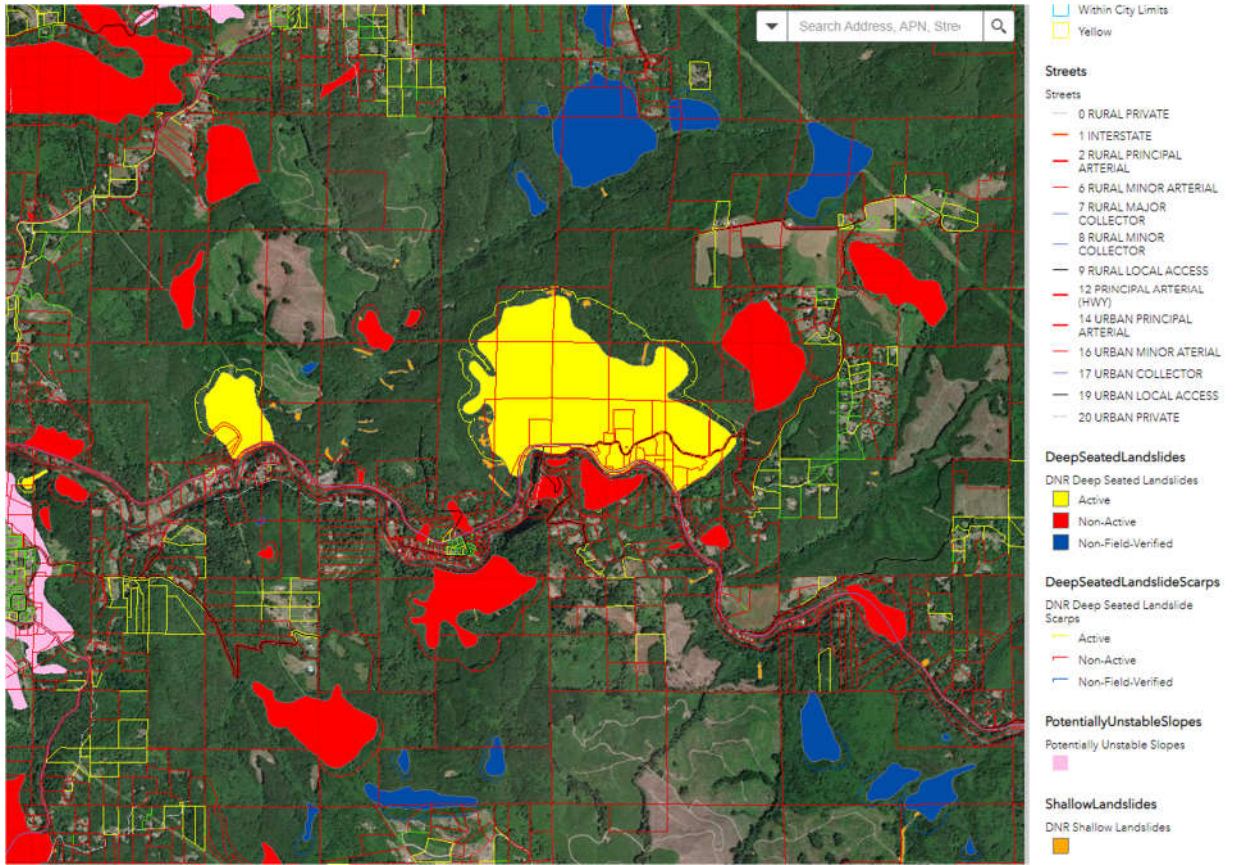 Search Address, APN, Stre
Within City Limits
Yellow
Streets
Streets
0 RURAL PRIVATE
1 INTERSTATE
2 RURAL PRINCIPAL
ARTERIAL
6 RURAL MINOR ARTERIAL
7 RURAL MAJOR
COLLECTOR
8 RURAL MINOR
COLLECTOR
9 RURAL LOCAL ACCESS
12 PRINCIPAL ARTERIAL
(HWY)
14 URBAN PRINCIPAL
ARTERIAL
16 URBAN MINOR ATERIAL
17 URBAN COLLECTOR
19 URBAN LOCAL ACCESS
20 URBAN PRIVATE
DeepSeatedLandslides
DNR Deep Seated Landslides
Active
Non-Active
Non-Field-Verified
DeepSeatedLandslideScarps
DNR Deep Seated Landslide
Scarps
Active
Non-Active
Non-Field-Verified
PotentiallyUnstableSlopes
Potentially Unstable Slopes
ShallowLandslides
DNR Shallow Landslides